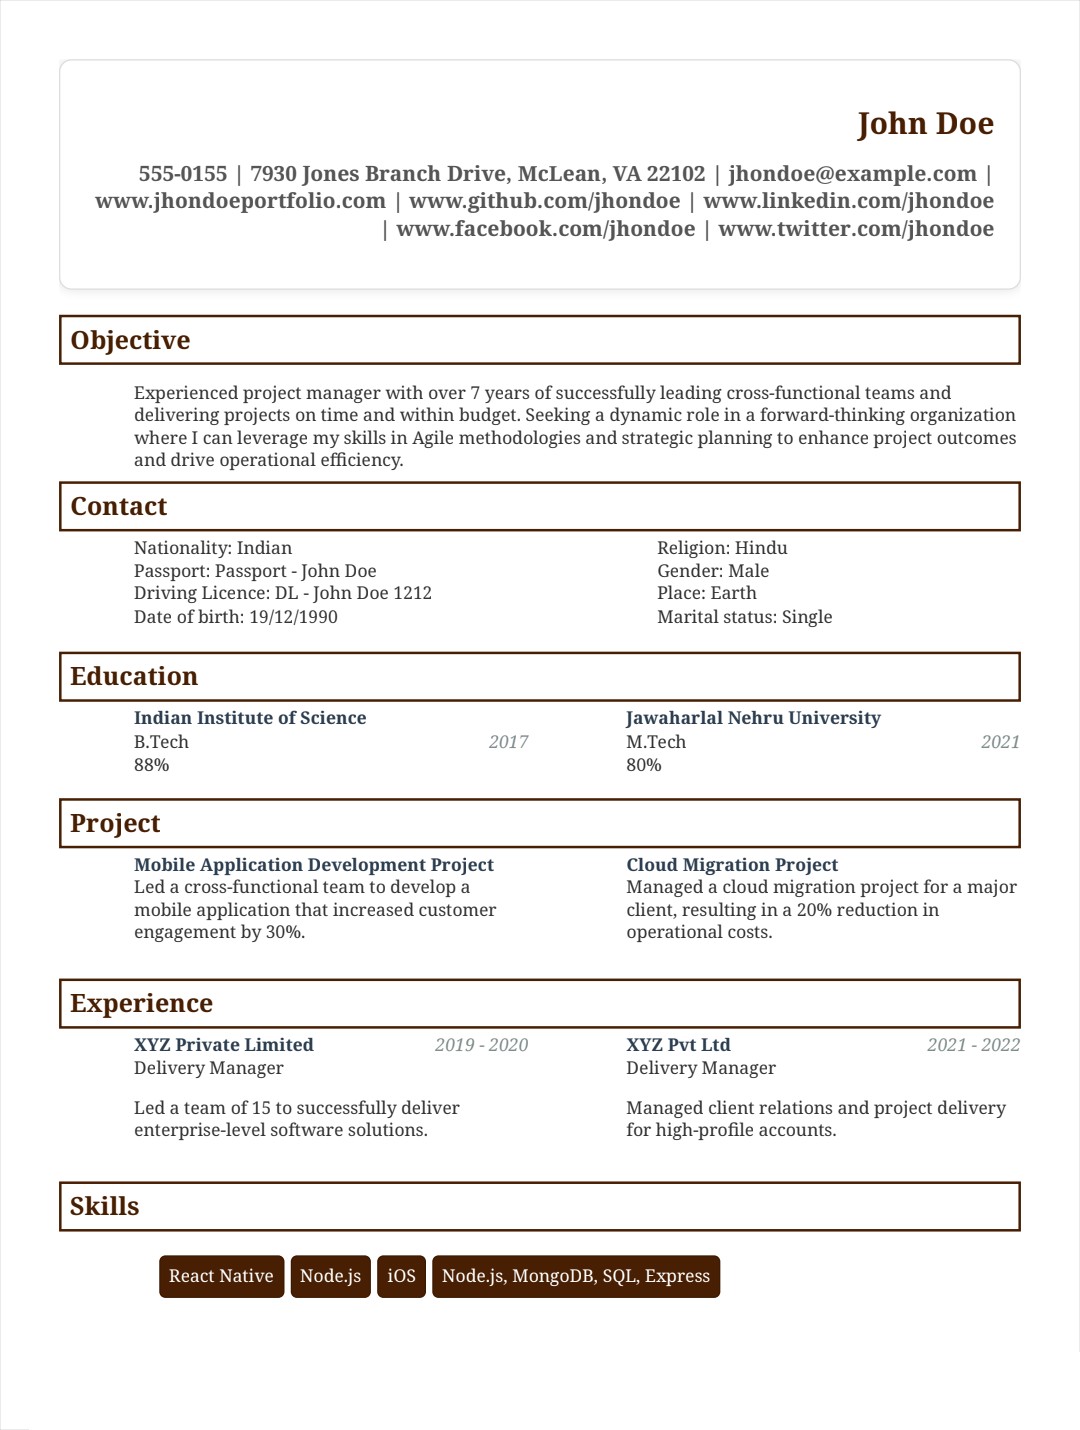 John Doe
555-0155 | 7930 Jones Branch Drive, McLean, VA 22102 | jhondoe@example.com |
www.jhondoeportfolio.com | www.github.com/jhondoe | www.linkedin.com/jhondoe
| www.facebook.com/jhondoe | www.twitter.com/jhondoe
Objective
Experienced project manager with over 7 years of successfully leading cross-functional teams and
delivering projects on time and within budget. Seeking a dynamic role in a forward-thinking organization
where I can leverage my skills in Agile methodologies and strategic planning to enhance project outcomes
and drive operational efficiency.
Contact
Nationality: Indian
Passport: Passport - John Doe
Driving Licence: DL - John Doe 1212
Date of birth: 19/12/1990
Religion: Hindu
Gender: Male
Place: Earth
Marital status: Single
Education
Indian Institute of Science
B.Tech 2017
88%
Jawaharlal Nehru University
M.Tech 2021
80%
Project
Mobile Application Development Project
Led a cross-functional team to develop a
mobile application that increased customer
engagement by 30%.
Cloud Migration Project
Managed a cloud migration project for a major
client, resulting in a 20% reduction in
operational costs.
Experience
XYZ Private Limited 2019 - 2020
Delivery Manager
Led a team of 15 to successfully deliver
enterprise-level software solutions.
XYZ Pvt Ltd 2021 - 2022
Delivery Manager
Managed client relations and project delivery
for high-profile accounts.
Skills
React Native Node.js iOS Node.js, MongoDB, SQL, Express